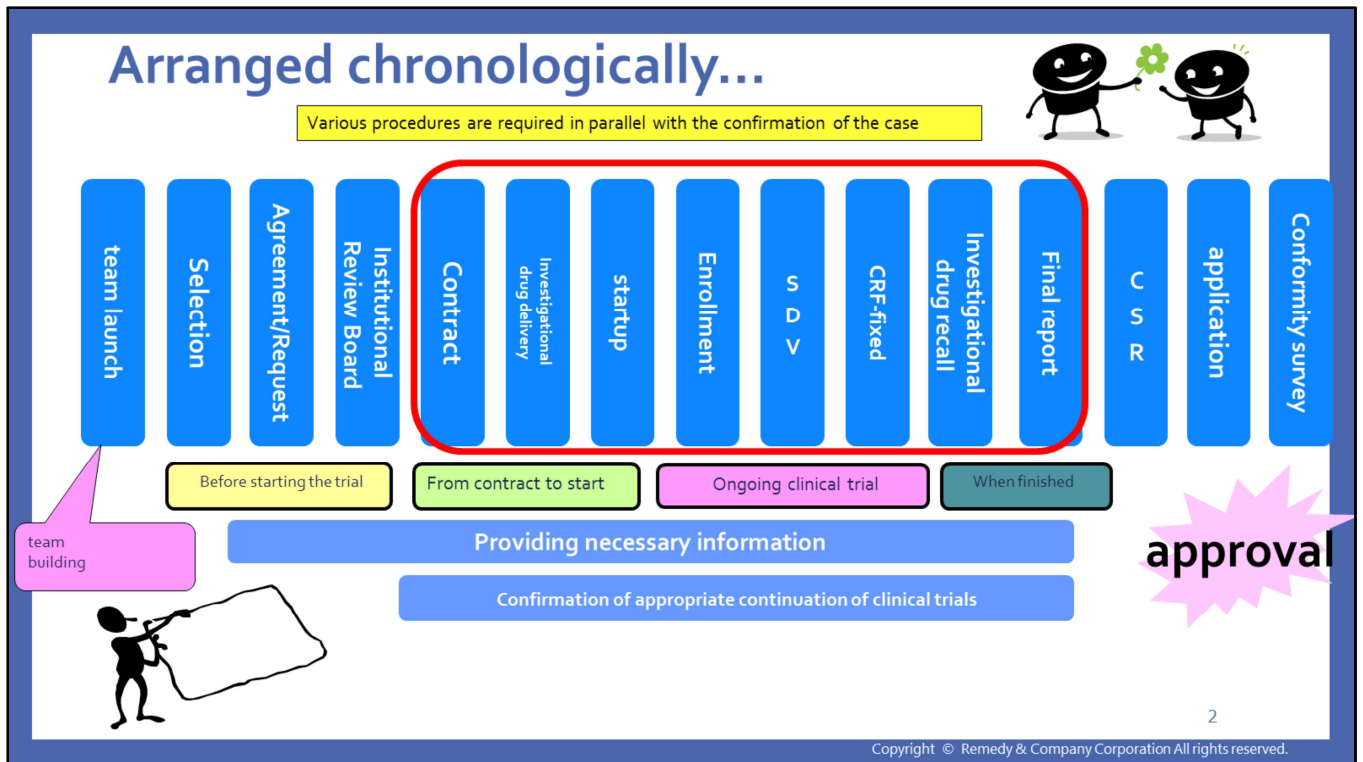 Arranged chronologically...
Various procedures are required in parallel with the confirmation of the case
team launch
Selection
Agreement/Request
Institutional
Review Board
Contract
Investigational
drug delivery
startup
Enrollment
S
D
V
CRF-fixed
Investigational
drug recall
Final report
C
S
R
application
Conformity survey
Before starting the trial
From contract to start
Ongoing clinical trial
When finished
team
building
Providing necessary information
approval
Confirmation of appropriate continuation of clinical trials
2
Copyright © Remedy & Company Corporation All rights reserved.